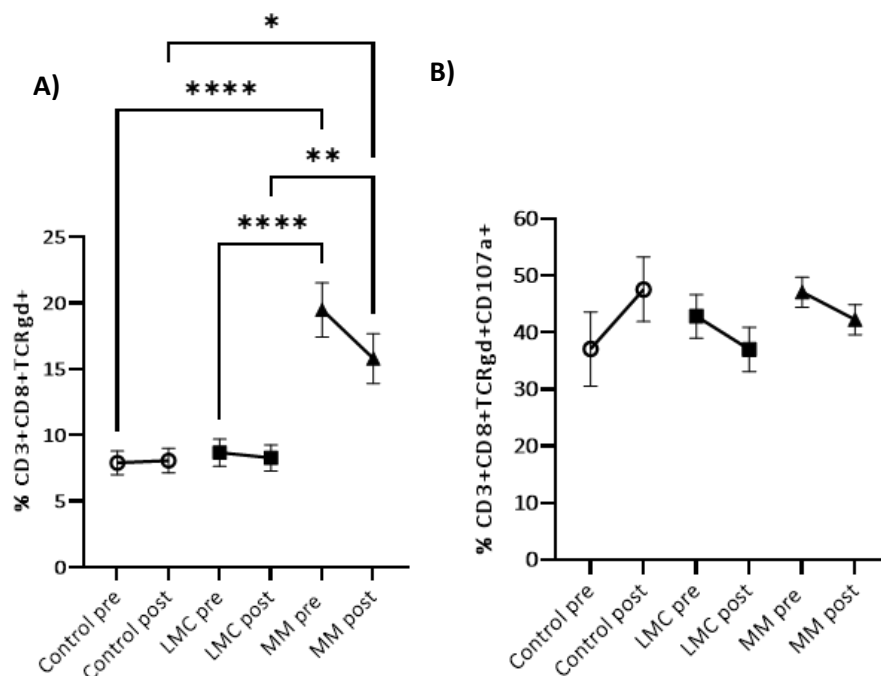 A)
*
****
**
****
% CD3+CD8+TCRgd+
25
20
15
10
5
0
Control pre
Control post
LMC pre
LMC post
MM pre
MM post
B)
% CD3+CD8+TCRgd+CD107a+
60
50
40
30
20
10
0
Control pre
Control post
LMC pre
LMC post
MM pre
MM post